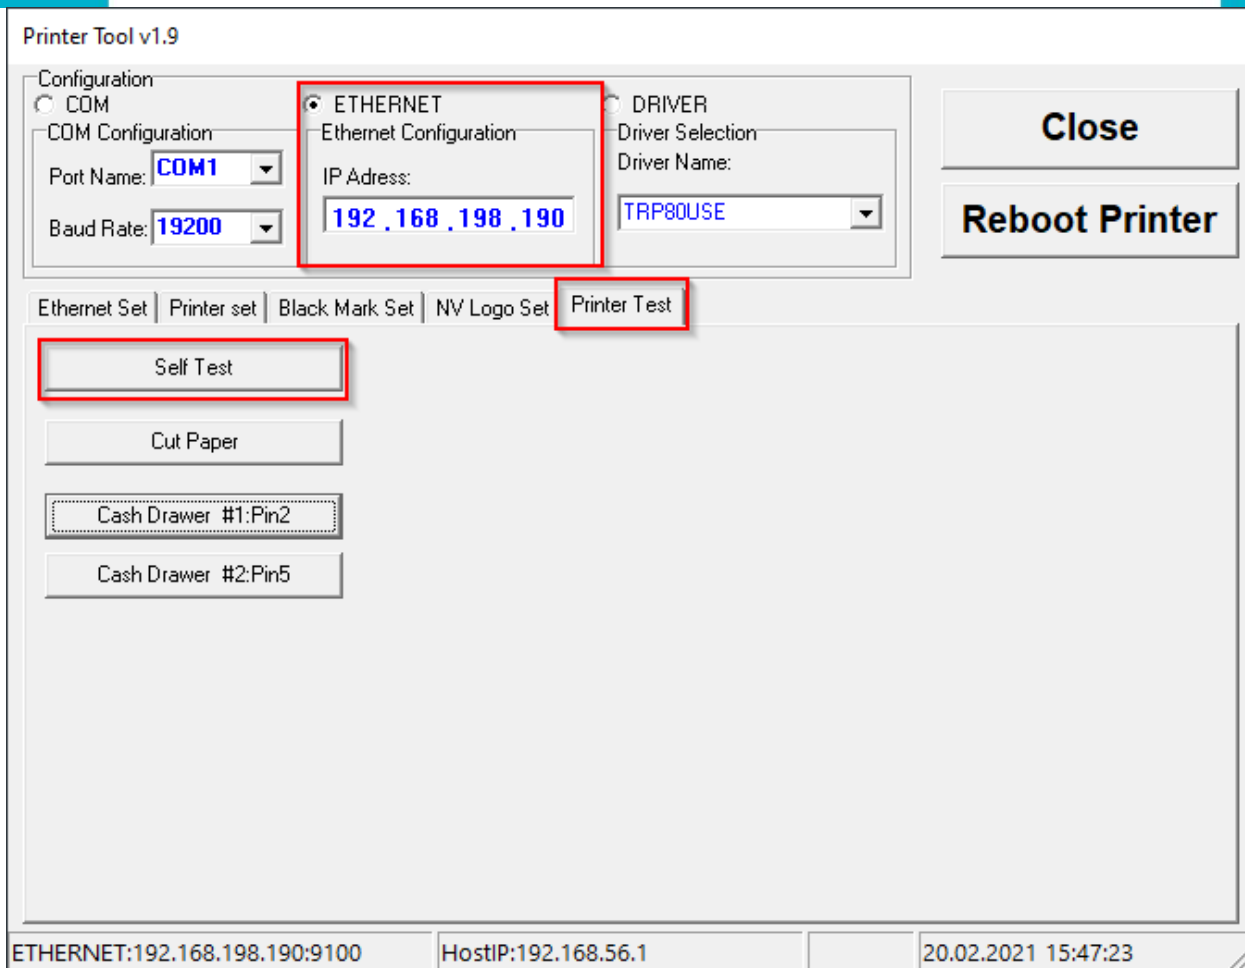 Printer Tool v1.9
Configuration
COM
ETHERNET
DRIVER
COM Configuration
Ethernet Configuration
Driver Selection
Port Name: COM1
IP Adress:
Driver Name:
Baud Rate: 19200
192 . 168 . 198 . 190
TRP80USE
Close
Reboot Printer
Ethernet Set
Printer set
Black Mark Set
NV Logo Set
Printer Test
Self Test
Cut Paper
Cash Drawer #1:Pin2
Cash Drawer #2:Pin5
ETHERNET:192.168.198.190:9100
HostIP:192.168.56.1
20.02.2021 15:47:23